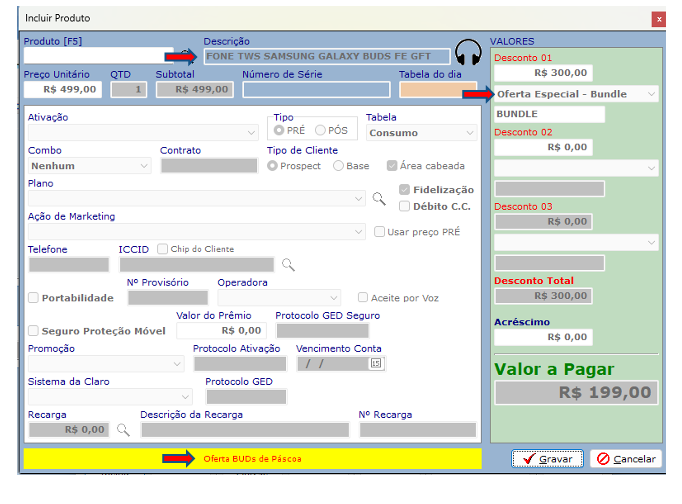 Incluir Produto
x
Produto [F5]
Descrição
FONE TWS SAMSUNG GALAXY BUDS FE GFT
Preço Unitário QTD Subtotal Número de Série Tabela do dia
R$ 499,00 1 R$ 499,00
Ativação Tipo Tabela
PRÉ PÓS Consumo
Combo Contrato Tipo de Cliente
Nenhum Prospect Base Área cabeada
Plano
Fidelização
Débito C.C.
Ação de Marketing
Usar preço PRÉ
Telefone ICCID Chip do Cliente
Nº Provisório Operadora
Portabilidade Aceite por Voz
Valor do Prêmio Protocolo GED Seguro
Seguro Proteção Móvel R$ 0,00
Promoção Protocolo Ativação Vencimento Conta
/ / 15
Sistema da Claro Protocolo GED
Recarga Descrição da Recarga Nº Recarga
R$ 0,00
Oferta BUDs de Páscoa
VALORES
Desconto 01
R$ 300,00
Oferta Especial - Bundle
BUNDLE
Desconto 02
R$ 0,00
Desconto 03
R$ 0,00
Desconto Total
R$ 300,00
Acréscimo
R$ 0,00
Valor a Pagar
R$ 199,00
Gravar Cancelar